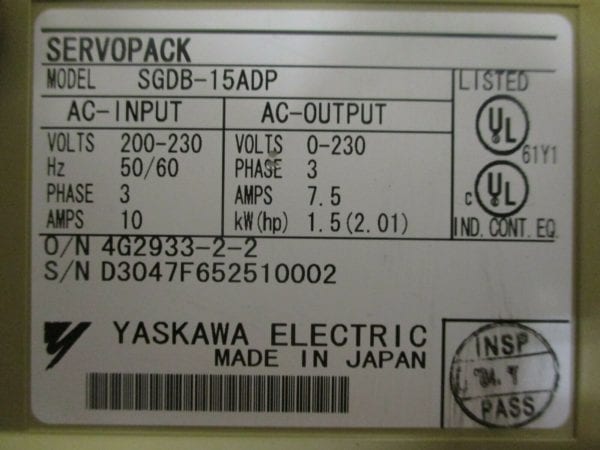 SERVOPACK
MODEL SGDB-15ADP
AC-INPUT AC-OUTPUT
VOLTS 200-230 VOLTS 0-230
Hz 50/60 PHASE 3
PHASE 3 AMPS 7.5
AMPS 10 kW(hp) 1.5(2.01)
LISTED
UL
61Y1
c UL
IND. CONT. EQ.
O/N 4G2933-2-2
S/N D3047F652510002
YASKAWA ELECTRIC
MADE IN JAPAN
INSP
PASS